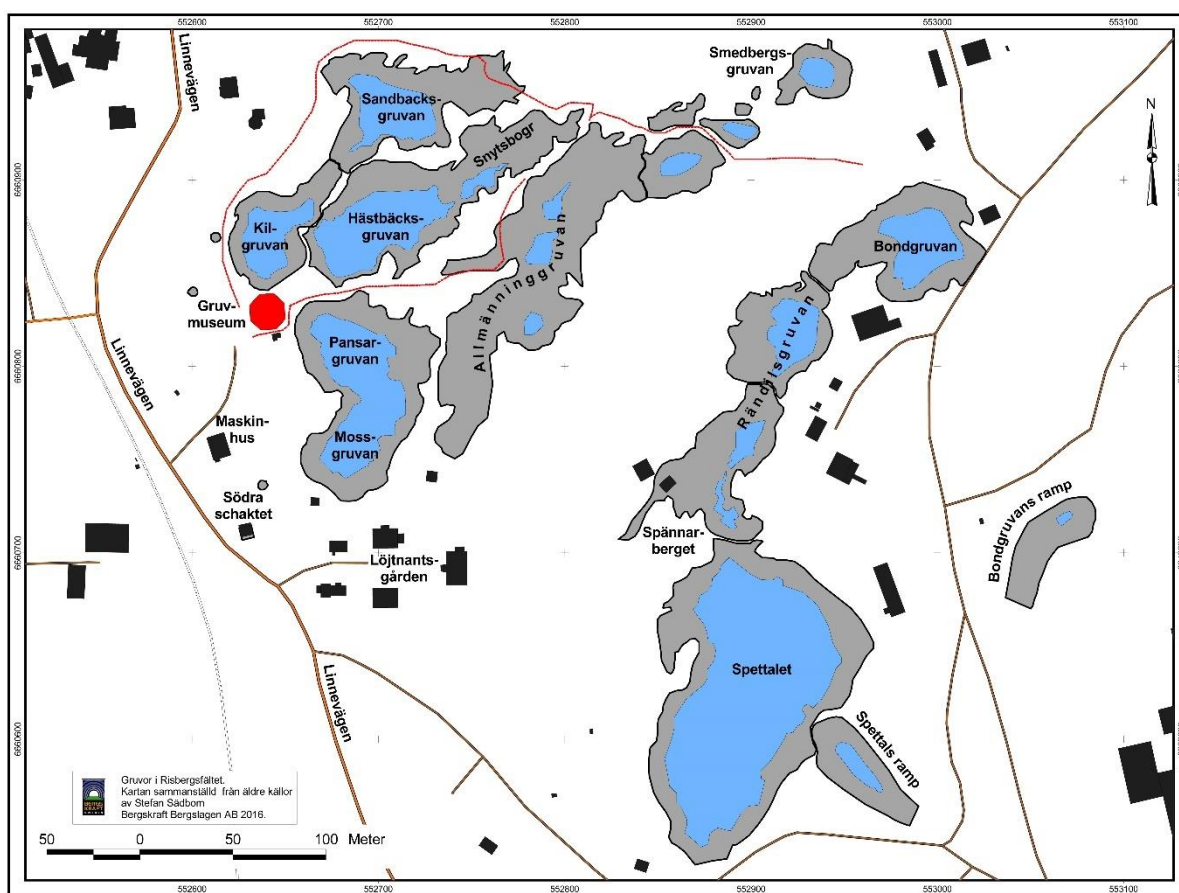 552600
552700
552800
552900
553000
553100
Linnevägen
Smedbergs-
gruvan
Sandbacks-
gruvan
Snytsbogr
N
6660900
Kil-
gruvan
Hästbäcks-
gruvan
Allmänninggruvan
Bondgruvan
Gruv-
museum
Rändilsgruvan
Pansar-
gruvan
6660800
Linnevägen
Maskin-
hus
Moss-
gruvan
Södra
schaktet
Bondgruvans ramp
Spännar-
berget
6660700
Löjtnants-
gården
Linnevägen
Spettalet
6660600
Spettals ramp
BERGS
KRAFT
Gruvor i Risbergsfältet.
Kartan sammanställd från äldre källor
av Stefan Sädbom
Bergskraft Bergslagen AB 2016.
50 0 50 100 Meter
552600
552700
552800
552900
553000
553100